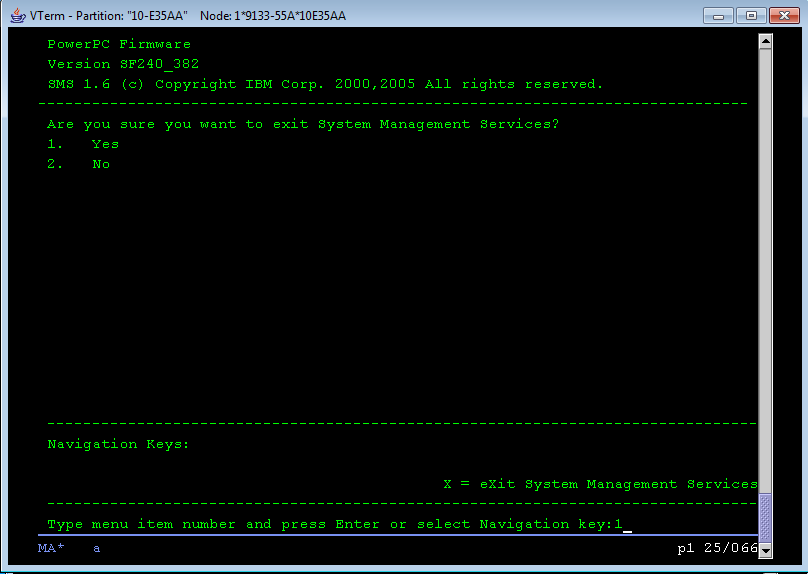 VTerm - Partition: "10-E35AA" Node: 1*9133-55A*10E35AA
PowerPC Firmware
Version SF240_382
SMS 1.6 (c) Copyright IBM Corp. 2000,2005 All rights reserved.
Are you sure you want to exit System Management Services?
1. Yes
2. No
Navigation Keys:
X = eXit System Management Services
Type menu item number and press Enter or select Navigation key:1
MA* a p1 25/066